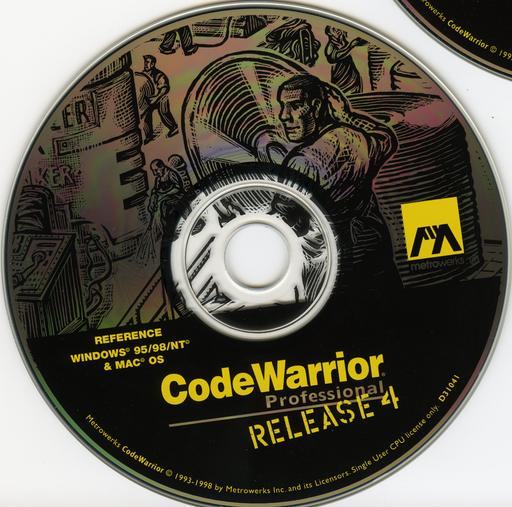 Metrowerks CodeWarrior © 199
metrowerks
REFERENCE
WINDOWS® 95/98/NT®
& MAC® OS
CodeWarrior®
Professional
RELEASE 4
Metrowerks CodeWarrior © 1993-1998 by Metrowerks Inc. and its Licensors. Single User CPU license only. D31041